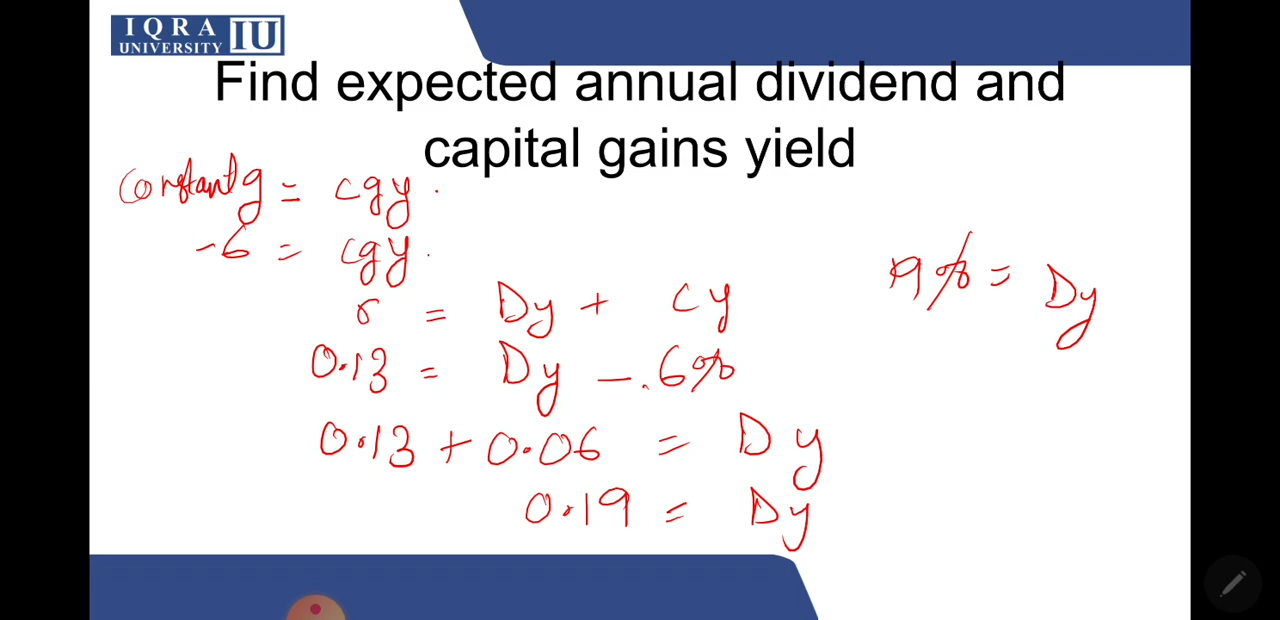 IQRA
UNIVERSITY IU
Find expected annual dividend and
capital gains yield
Constant g = cgy.
-6 = cgy.
r = Dy + cy
19% = Dy
0.13 = Dy - .6%
0.13 + 0.06 = Dy
0.19 = Dy